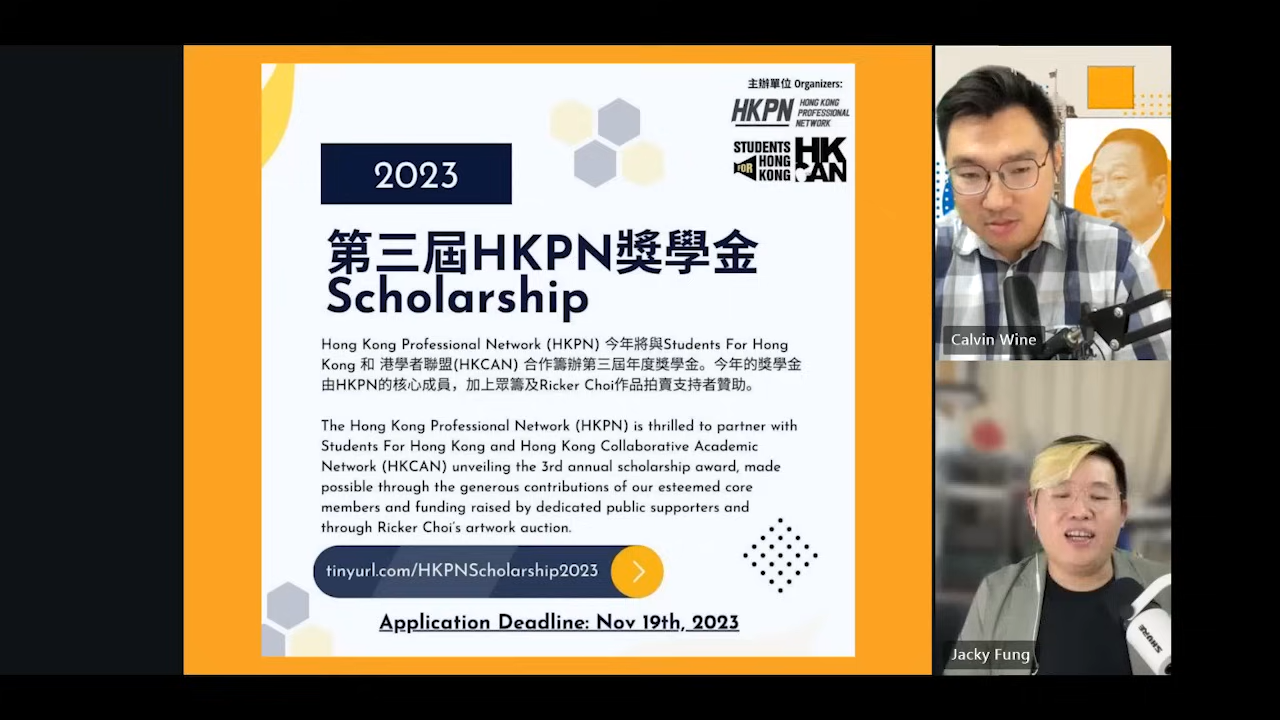 主辦單位 Organizers:
HKPN HONG KONG
PROFESSIONAL
NETWORK
STUDENTS
FOR HONG
KONG
HK
CAN
2023
第三屆HKPN獎學金
Scholarship
Hong Kong Professional Network (HKPN) 今年將與Students For Hong
Kong 和 港學者聯盟(HKCAN) 合作籌辦第三屆年度獎學金。今年的獎學金
由HKPN的核心成員，加上眾籌及Ricker Choi作品拍賣支持者贊助。
The Hong Kong Professional Network (HKPN) is thrilled to partner with
Students For Hong Kong and Hong Kong Collaborative Academic
Network (HKCAN) unveiling the 3rd annual scholarship award, made
possible through the generous contributions of our esteemed core
members and funding raised by dedicated public supporters and
through Ricker Choi's artwork auction.
tinyurl.com/HKPNScholarship2023
Application Deadline: Nov 19th, 2023
Calvin Wine
Jacky Fung
SHURE